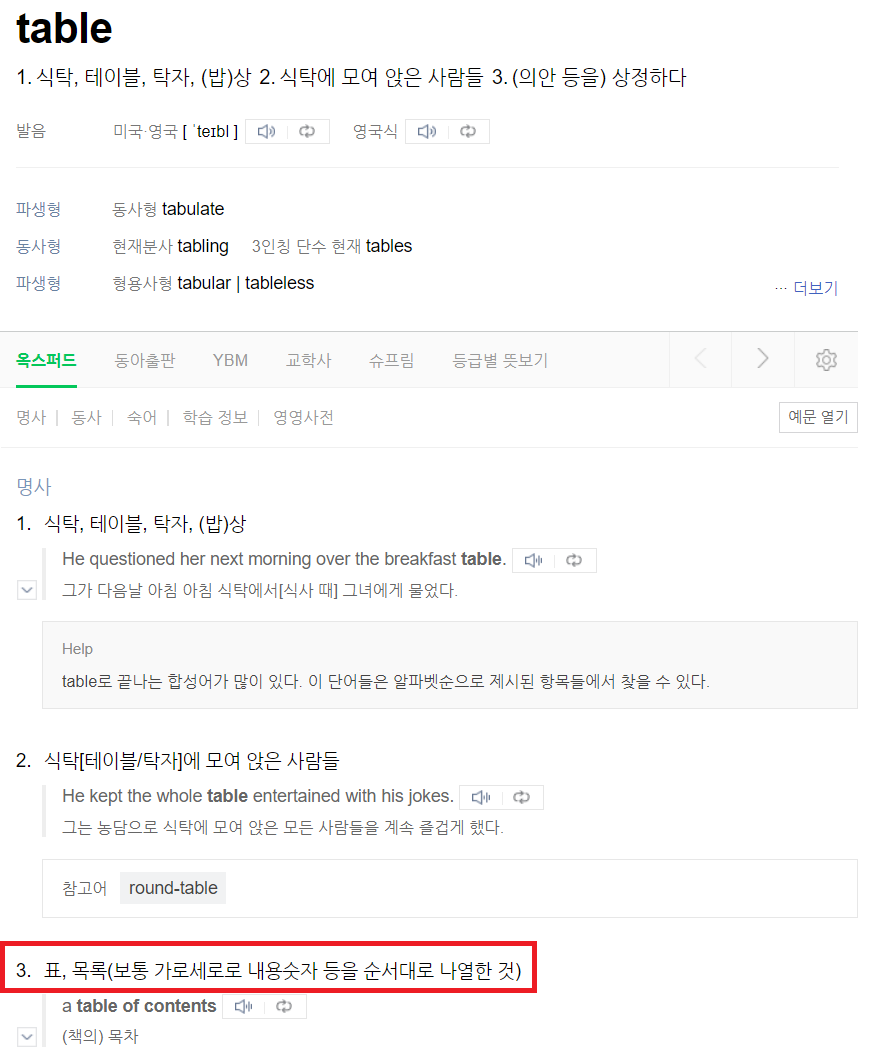 table
1. 식탁, 테이블, 탁자, (밥)상 2. 식탁에 모여 앉은 사람들 3. (의안 등을) 상정하다
발음 미국·영국 [ ˈteɪbl ] 영국식
파생형 동사형 tabulate
동사형 현재분사 tabling 3인칭 단수 현재 tables
파생형 형용사형 tabular | tableless
··· 더보기
옥스퍼드 동아출판 YBM 교학사 슈프림 등급별 뜻보기
명사 | 동사 | 숙어 | 학습 정보 | 영영사전 예문 열기
명사
1. 식탁, 테이블, 탁자, (밥)상
He questioned her next morning over the breakfast table.
그가 다음날 아침 아침 식탁에서[식사 때] 그녀에게 물었다.
Help
table로 끝나는 합성어가 많이 있다. 이 단어들은 알파벳순으로 제시된 항목들에서 찾을 수 있다.
2. 식탁[테이블/탁자]에 모여 앉은 사람들
He kept the whole table entertained with his jokes.
그는 농담으로 식탁에 모여 앉은 모든 사람들을 계속 즐겁게 했다.
참고어 round-table
3. 표, 목록(보통 가로세로로 내용숫자 등을 순서대로 나열한 것)
a table of contents
(책의) 목차